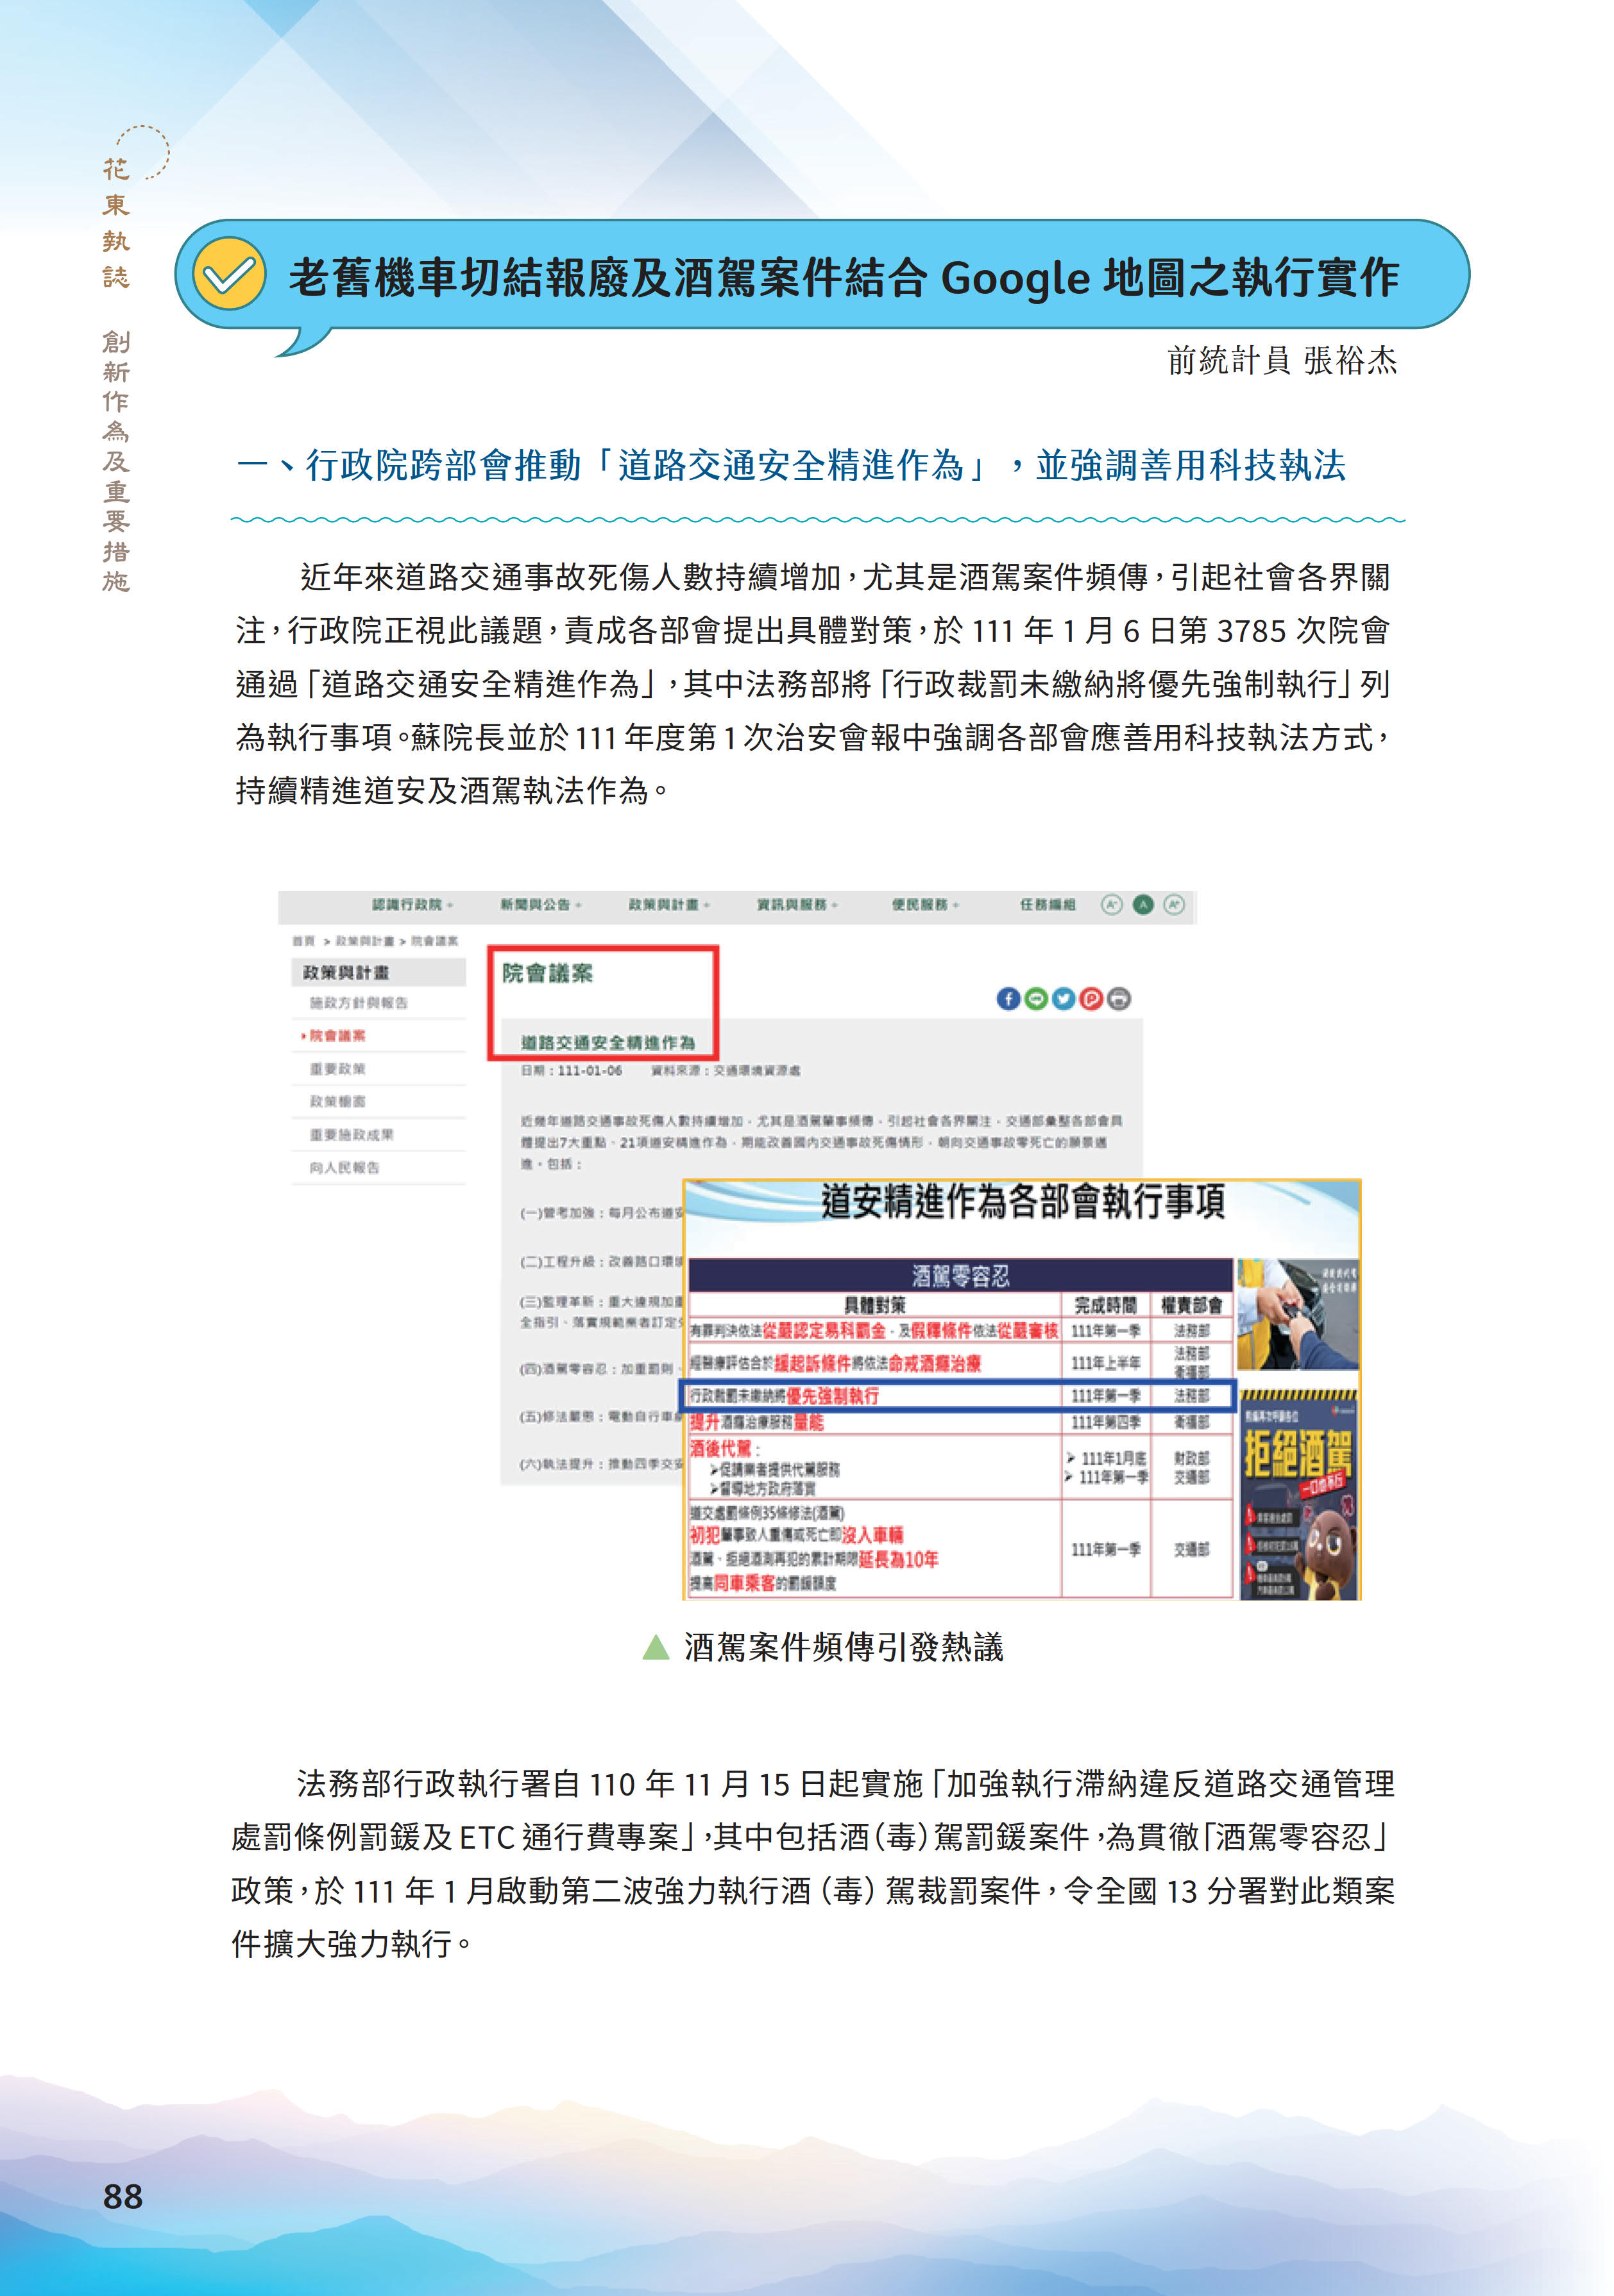 花東執誌 創新作為及重要措施
老舊機車切結報廢及酒駕案件結合 Google 地圖之執行實作
前統計員 張裕杰
一、行政院跨部會推動「道路交通安全精進作為」，並強調善用科技執法
近年來道路交通事故死傷人數持續增加，尤其是酒駕案件頻傳，引起社會各界關
注，行政院正視此議題，責成各部會提出具體對策，於 111 年 1 月 6 日第 3785 次院會
通過「道路交通安全精進作為」，其中法務部將「行政裁罰未繳納將優先強制執行」列
為執行事項。蘇院長並於 111 年度第 1 次治安會報中強調各部會應善用科技執法方式，
持續精進道安及酒駕執法作為。
認識行政院 新聞與公告 政策與計畫 資訊與服務 便民服務 任務編組 A- A A+
首頁 > 政策與計畫 > 院會議案
政策與計畫
施政方針與報告
院會議案
重要政策
政策櫥窗
重要施政成果
向人民報告
院會議案
道路交通安全精進作為
日期：111-01-06 資料來源：交通環境資源處
近幾年道路交通事故死傷人數持續增加，尤其是酒駕肇事頻傳，引起社會各界關注，交通部彙整各部會具
體提出7大重點、21項道安精進作為，期能改善國內交通事故死傷情形，朝向交通事故零死亡的願景邁
進。包括：
(一)管考加強：每月公布道安
(二)工程升級：改善路口環境
(三)監理革新：重大違規加重
全指引、落實規範業者訂定
(四)酒駕零容忍：加重罰則、
(五)修法嚴懲：電動自行車納
(六)執法提升：推動四季交安
道安精進作為各部會執行事項
酒駕零容忍
具體對策 完成時間 權責部會
有罪判決依法從嚴認定易科罰金，及假釋條件依法從嚴審核 111年第一季 法務部
經醫療評估合於緩起訴條件將依法命戒酒癮治療 111年上半年 法務部 衛福部
行政裁罰未繳納將優先強制執行 111年第一季 法務部
提升酒癮治療服務量能 111年第四季 衛福部
酒後代駕：
➢促請業者提供代駕服務 ➢ 111年1月底 財政部
➢督導地方政府落實 ➢ 111年第一季 交通部
道交處罰條例35條修法(酒駕)
初犯肇事致人重傷或死亡即沒入車輛
酒駕、拒絕酒測再犯的累計期限延長為10年 111年第一季 交通部
提高同車乘客的罰鍰額度
拒絕酒駕
▲ 酒駕案件頻傳引發熱議
法務部行政執行署自 110 年 11 月 15 日起實施「加強執行滯納違反道路交通管理
處罰條例罰鍰及 ETC 通行費專案」，其中包括酒（毒）駕罰鍰案件，為貫徹「酒駕零容忍」
政策，於 111 年 1 月啟動第二波強力執行酒（毒）駕裁罰案件，令全國 13 分署對此類案
件擴大強力執行。
88